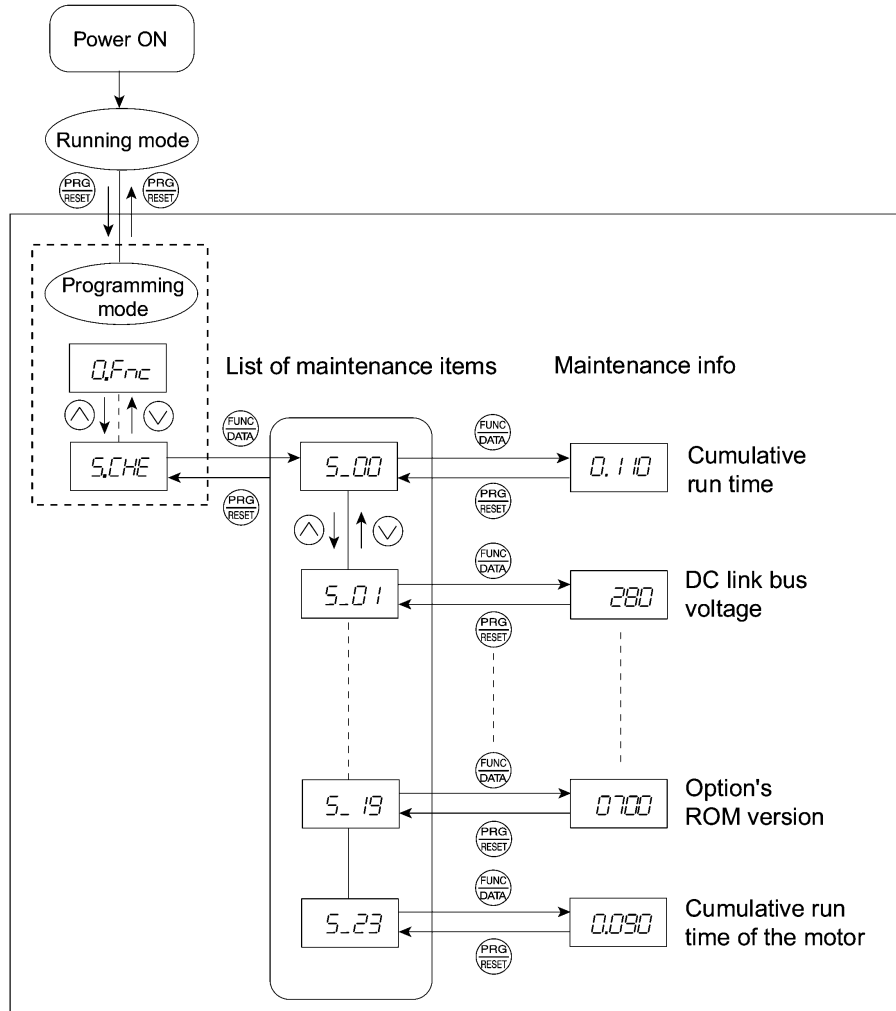 Power ON
Running mode
PRG
RESET
PRG
RESET
Programming
mode
0.Fnc
5.CHE
List of maintenance items
Maintenance info
FUNC
DATA
PRG
RESET
5_00
FUNC
DATA
PRG
RESET
0.110
Cumulative
run time
5_01
FUNC
DATA
PRG
RESET
280
DC link bus
voltage
5_19
FUNC
DATA
PRG
RESET
0700
Option's
ROM version
5_23
FUNC
DATA
PRG
RESET
0.090
Cumulative run
time of the motor